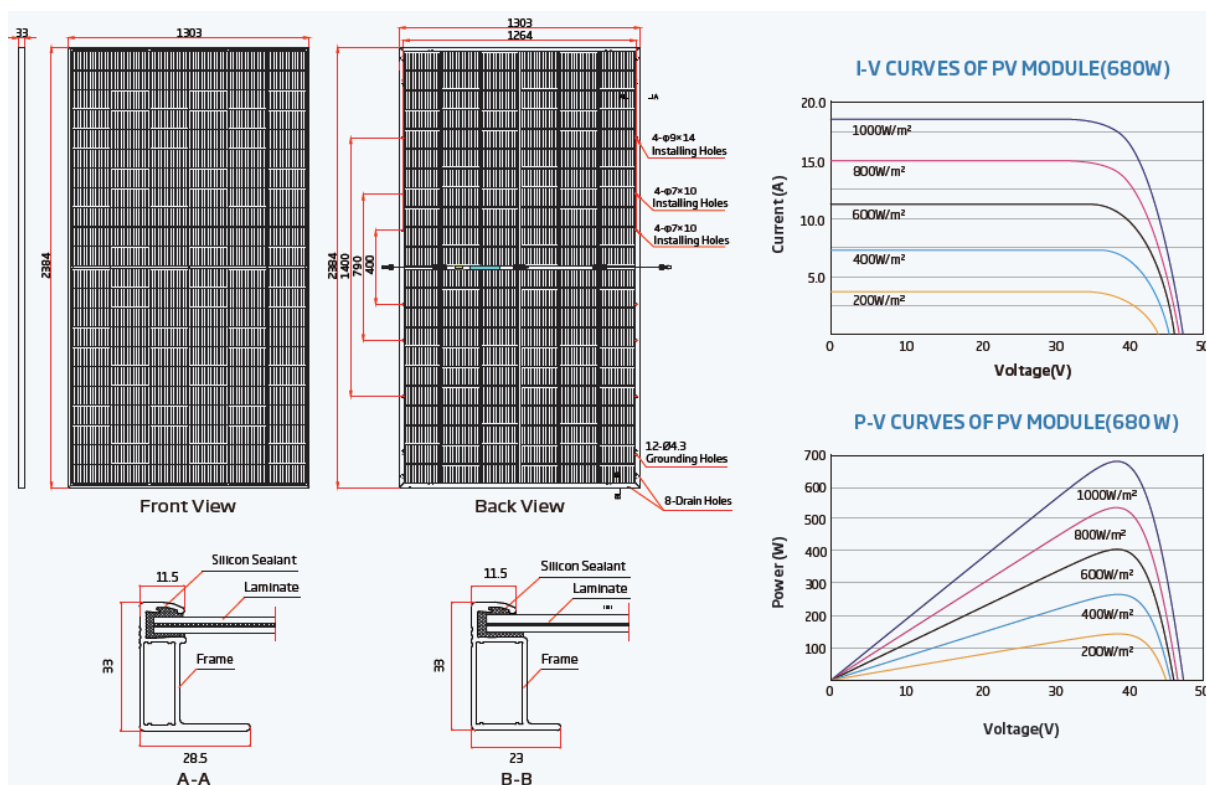 33
1303
2384
Front View
1303
1264
2384
1400
790
400
A
4-φ9×14
Installing Holes
4-φ7×10
Installing Holes
4-φ7×10
Installing Holes
12-Ø4.3
Grounding Holes
8-Drain Holes
Back View
11.5
Silicon Sealant
Laminate
Frame
33
28.5
A-A
11.5
Silicon Sealant
Laminate
Frame
33
23
B-B
I-V CURVES OF PV MODULE(680W)
20.0
15.0
10.0
5.0
Current (A)
1000W/m²
800W/m²
600W/m²
400W/m²
200W/m²
0 10 20 30 40 50
Voltage(V)
P-V CURVES OF PV MODULE(680 W)
700
600
500
400
300
200
100
Power (W)
1000W/m²
800W/m²
600W/m²
400W/m²
200W/m²
0 10 20 30 40 50
Voltage(V)